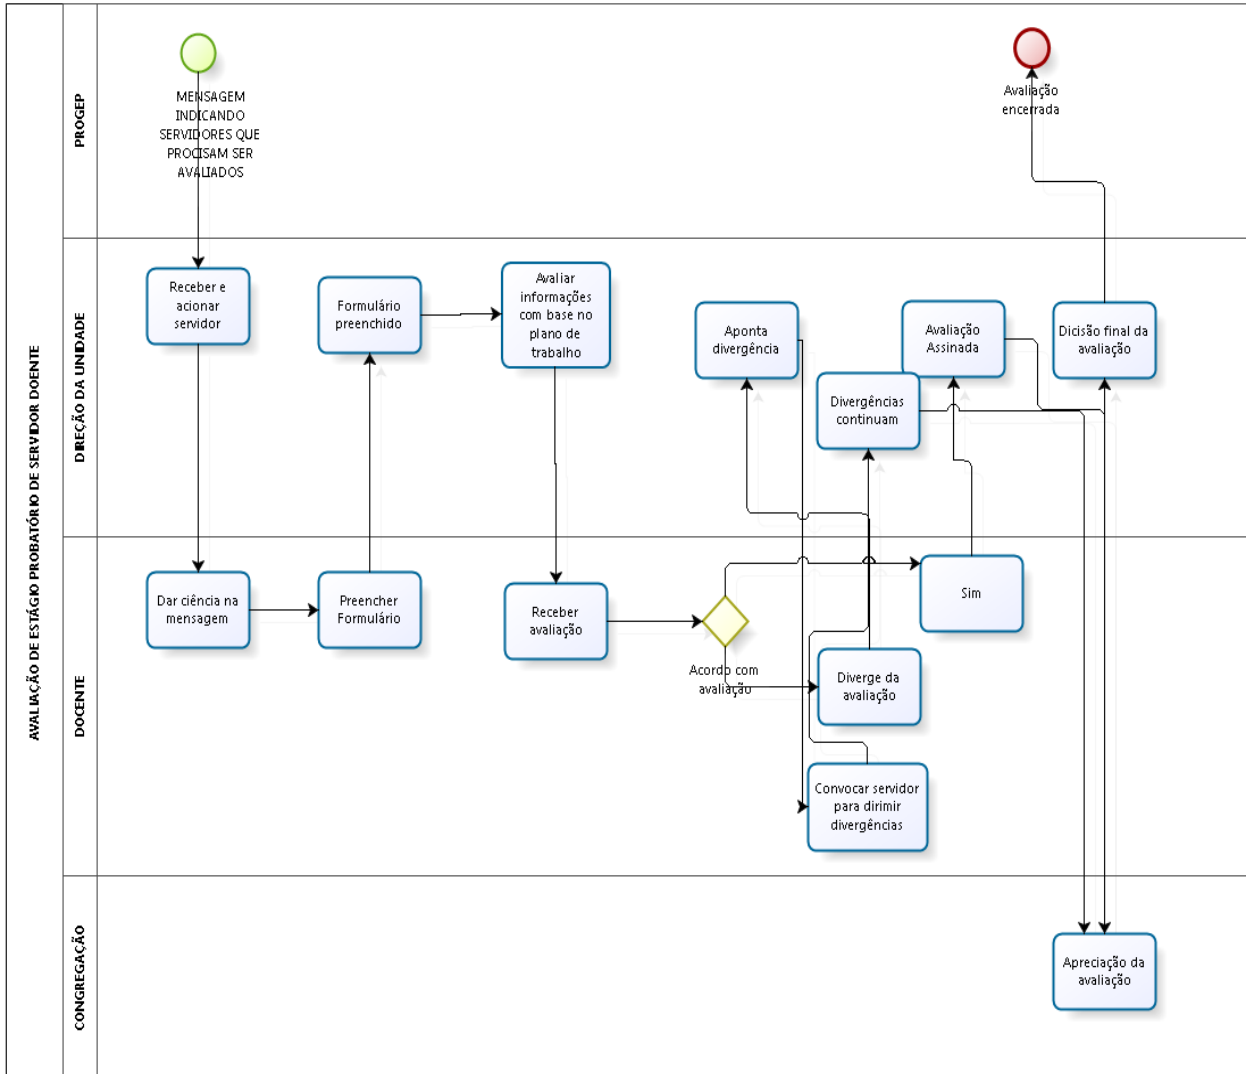 AVALIAÇÃO DE ESTÁGIO PROBATÓRIO DE SERVIDOR DOENTE
PROGEP
MENSAGEM
INDICANDO
SERVIDORES QUE
PROCISAM SER
AVALIADOS
Avaliação
encerrada
DIREÇÃO DA UNIDADE
Receber e
acionar
servidor
Formulário
preenchido
Avaliar
informações
com base no
plano de
trabalho
Aponta
divergência
Divergências
continuam
Avaliação
Assinada
Dicisão final da
avaliação
DOCENTE
Dar ciência na
mensagem
Preencher
Formulário
Receber
avaliação
Acordo com
avaliação
Sim
Diverge da
avaliação
Convocar servidor
para dirimir
divergências
CONGREGAÇÃO
Apreciação da
avaliação